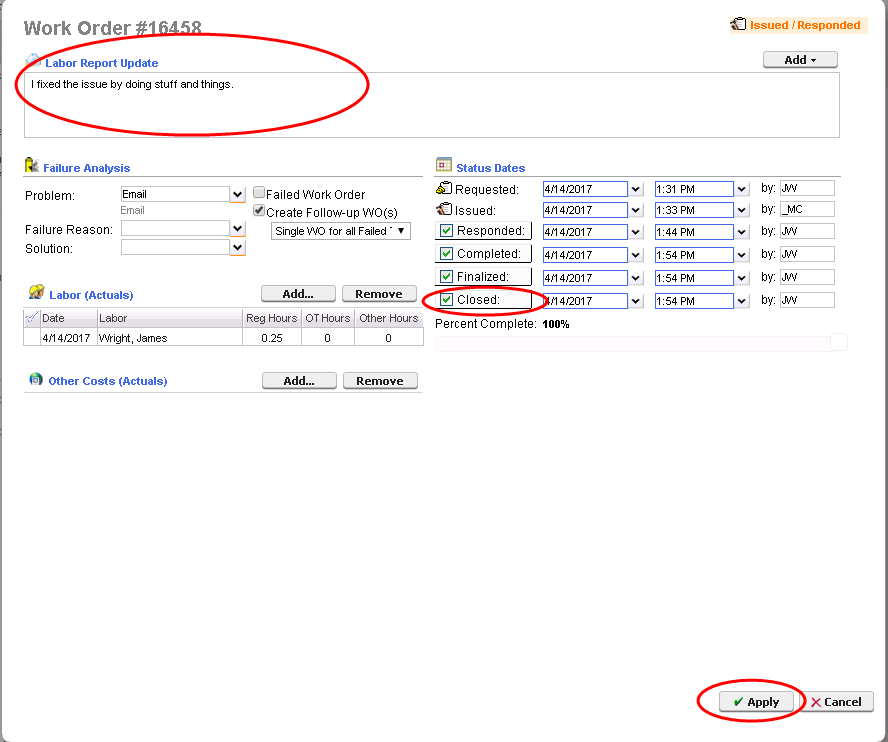 Work Order #16458
Issued / Responded
Labor Report Update
Add
I fixed the issue by doing stuff and things.
Failure Analysis
Problem: Email
Email
Failed Work Order
Create Follow-up WO(s)
Failure Reason:
Single WO for all Failed
Solution:
Labor (Actuals) Add... Remove
Date Labor Reg Hours OT Hours Other Hours
4/14/2017 Wright, James 0.25 0 0
Other Costs (Actuals) Add... Remove
Status Dates
Requested: 4/14/2017 1:31 PM by: JW
Issued: 4/14/2017 1:33 PM by: _MC
Responded: 4/14/2017 1:44 PM by: JW
Completed: 4/14/2017 1:54 PM by: JW
Finalized: 4/14/2017 1:54 PM by: JW
Closed: 4/14/2017 1:54 PM by: JW
Percent Complete: 100%
Apply Cancel